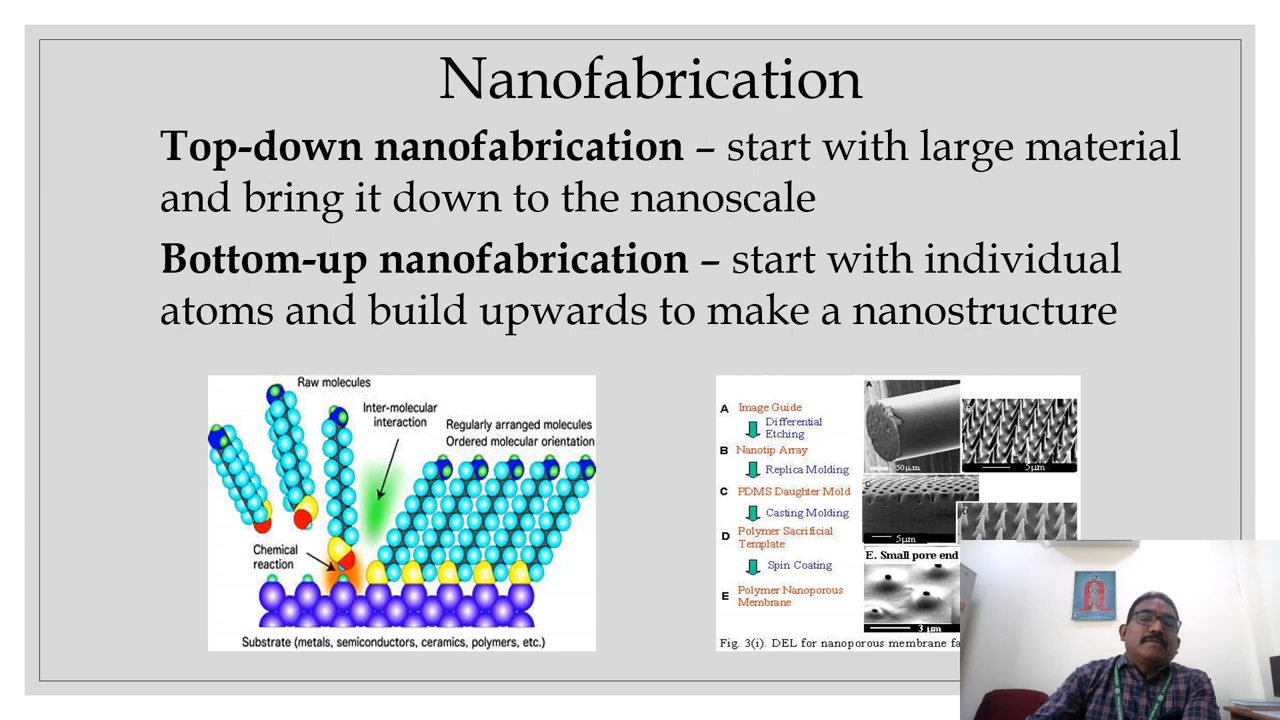 Nanofabrication
Top-down nanofabrication – start with large material
and bring it down to the nanoscale
Bottom-up nanofabrication – start with individual
atoms and build upwards to make a nanostructure
Raw molecules
Inter-molecular
interaction
Regularly arranged molecules
Ordered molecular orientation
Chemical
reaction
Substrate (metals, semiconductors, ceramics, polymers, etc.)
A Image Guide
Differential
Etching
B Nanotip Array
Replica Molding
C PDMS Daughter Mold
Casting Molding
D Polymer Sacrificial
Template
Spin Coating
E Polymer Nanoporous
Membrane
A
50μm
5μm
5μm
E. Small pore end
3 μm
Fig. 3(i). DEL for nanoporous membrane